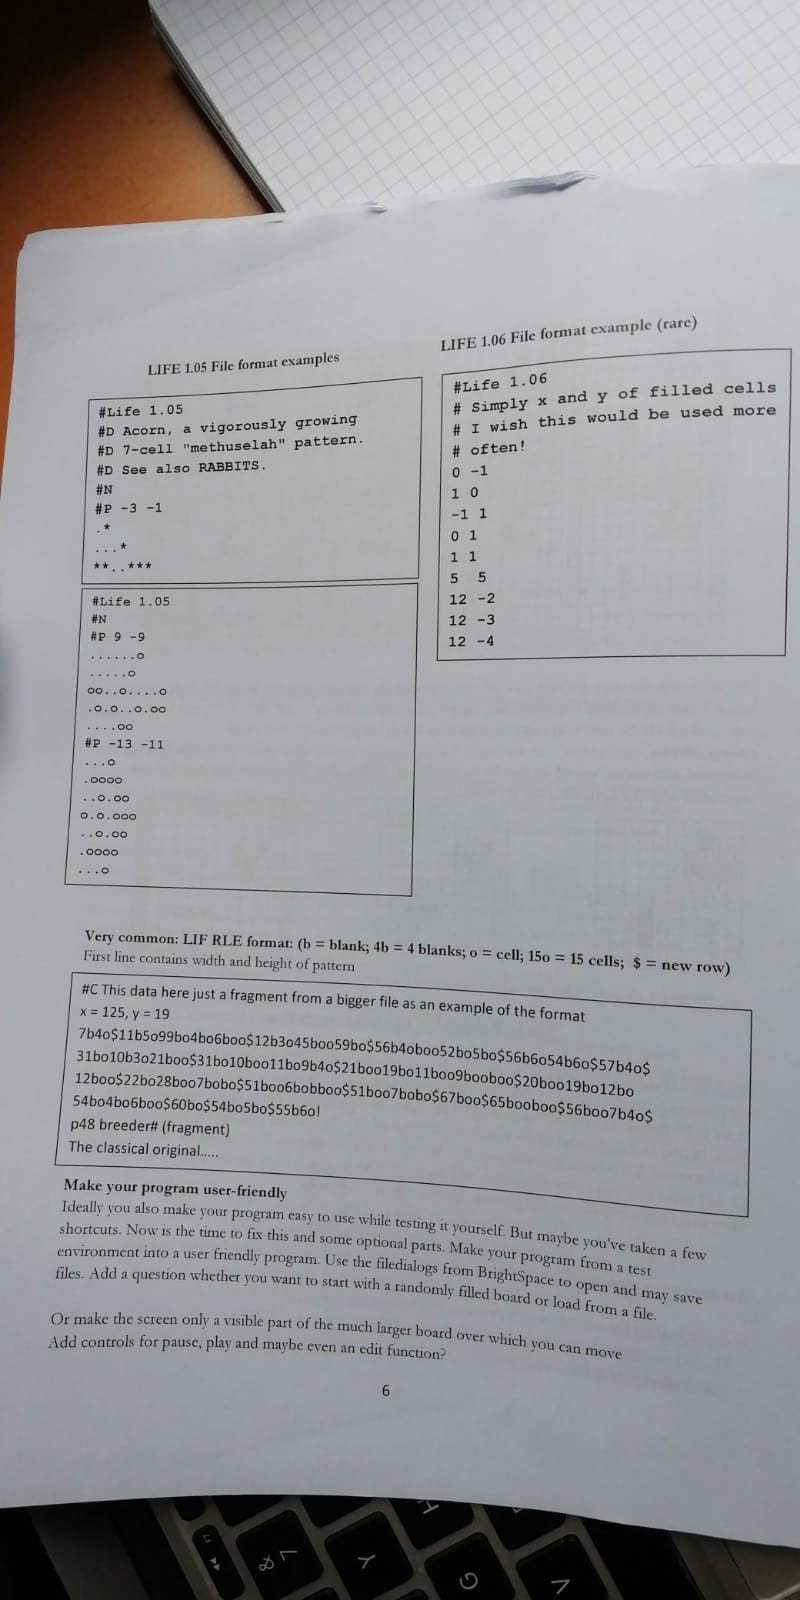 LIFE 1.05 File format examples
#Life 1.05
#D Acorn, a vigorously growing
#D 7-cell "methuselah" pattern.
#D See also RABBITS.
#N
#P -3 -1
.*
...*
**..***
#Life 1.05
#N
#P 9 -9
......o
.....o
oo..o....o
.o.o..o.oo
....oo
#P -13 -11
...o
.oooo
..o.oo
o.o.ooo
..o.oo
.oooo
...o
LIFE 1.06 File format example (rare)
#Life 1.06
# Simply x and y of filled cells
# I wish this would be used more
# often!
0 -1
1 0
-1 1
0 1
1 1
5 5
12 -2
12 -3
12 -4
Very common: LIF RLE format: (b = blank; 4b = 4 blanks; o = cell; 15o = 15 cells; $ = new row)
First line contains width and height of pattern
#C This data here just a fragment from a bigger file as an example of the format
x = 125, y = 19
7b4o$11b5o99bo4bo6boo$12b3o45boo59bo$56b4oboo52bo5bo$56b6o54b6o$57b4o$
31bo10b3o21boo$31bo10boo11bo9b4o$21boo19bo11boo9booboo$20boo19bo12bo
12boo$22bo28boo7bobo$51boo6bobboo$51boo7bobo$67boo$65booboo$56boo7b4o$
54bo4bo6boo$60bo$54bo5bo$55b6o!
p48 breeder# (fragment)
The classical original.....
Make your program user-friendly
Ideally you also make your program easy to use while testing it yourself. But maybe you've taken a few
shortcuts. Now is the time to fix this and some optional parts. Make your program from a test
environment into a user friendly program. Use the filedialogs from BrightSpace to open and may save
files. Add a question whether you want to start with a randomly filled board or load from a file.
Or make the screen only a visible part of the much larger board over which you can move
Add controls for pause, play and maybe even an edit function?
6
F7
& 7
Y
H
G
V